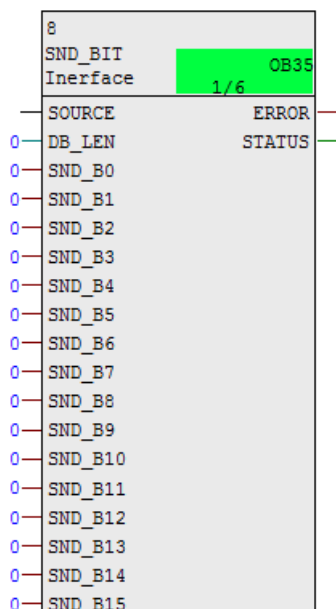 8
SND_BIT
Inerface
OB35
1/6
SOURCE ERROR
0 DB_LEN STATUS
0 SND_B0
0 SND_B1
0 SND_B2
0 SND_B3
0 SND_B4
0 SND_B5
0 SND_B6
0 SND_B7
0 SND_B8
0 SND_B9
0 SND_B10
0 SND_B11
0 SND_B12
0 SND_B13
0 SND_B14
0 SND_B15